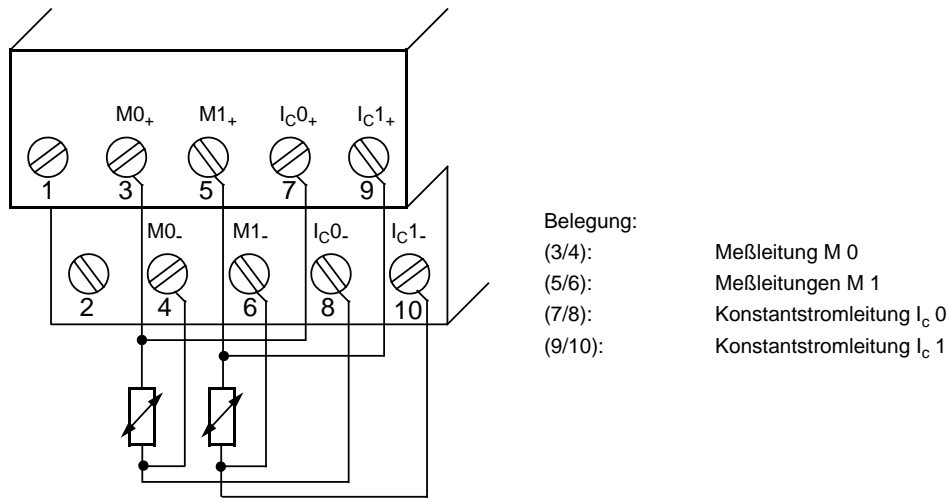 M0+ M1+ IC0+ IC1+
1 3 5 7 9
M0- M1- IC0- IC1-
2 4 6 8 10
Belegung:
(3/4): Meßleitung M 0
(5/6): Meßleitungen M 1
(7/8): Konstantstromleitung Ic 0
(9/10): Konstantstromleitung Ic 1